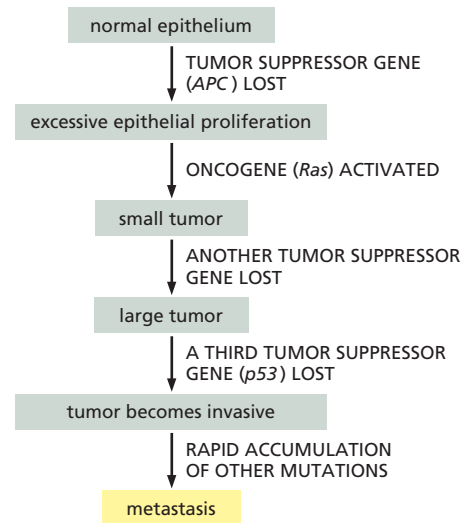 normal epithelium
TUMOR SUPPRESSOR GENE
(APC) LOST
excessive epithelial proliferation
ONCOGENE (Ras) ACTIVATED
small tumor
ANOTHER TUMOR SUPPRESSOR
GENE LOST
large tumor
A THIRD TUMOR SUPPRESSOR
GENE (p53) LOST
tumor becomes invasive
RAPID ACCUMULATION
OF OTHER MUTATIONS
metastasis